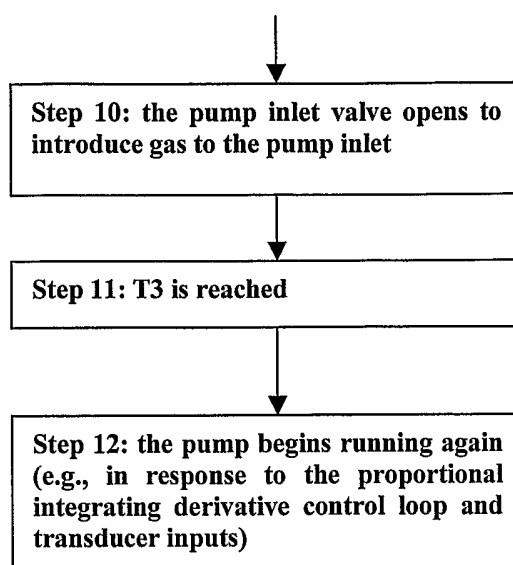 Step 10: the pump inlet valve opens to
introduce gas to the pump inlet
Step 11: T3 is reached
Step 12: the pump begins running again
(e.g., in response to the proportional
integrating derivative control loop and
transducer inputs)